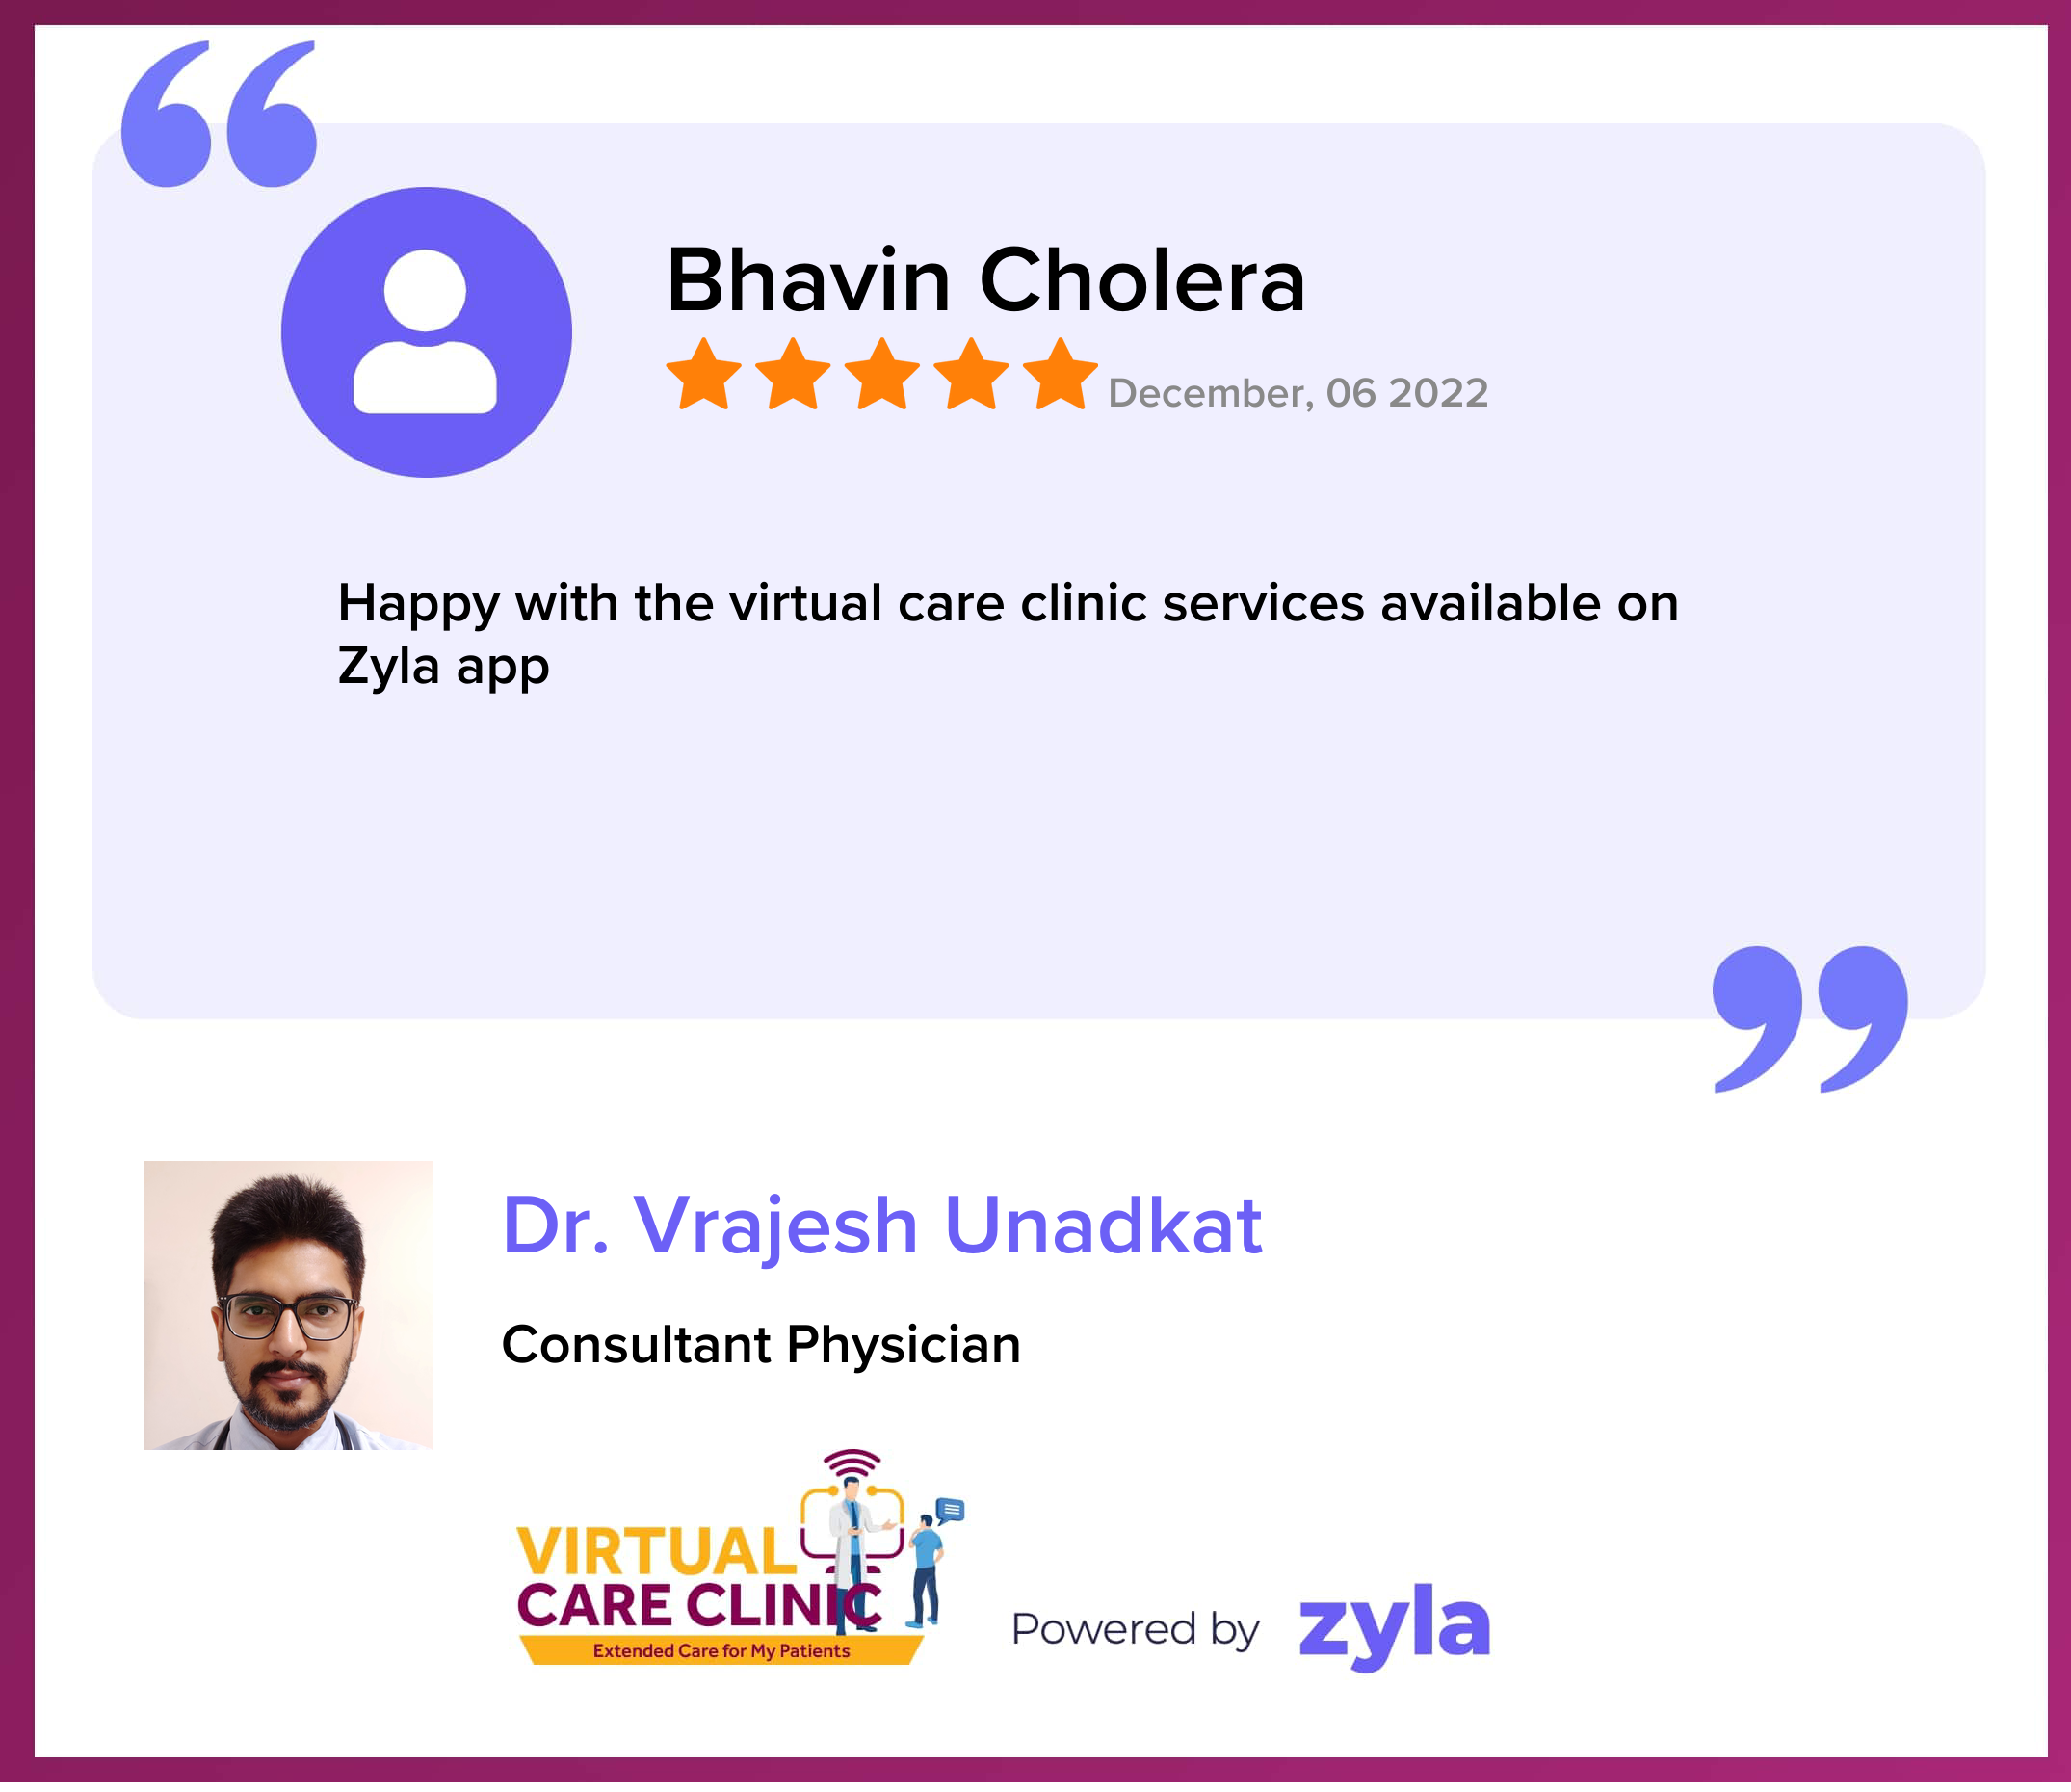 Bhavin Cholera
December, 06 2022
Happy with the virtual care clinic services available on
Zyla app
Dr. Vrajesh Unadkat
Consultant Physician
VIRTUAL
CARE CLINIC
Extended Care for My Patients
Powered by zyla